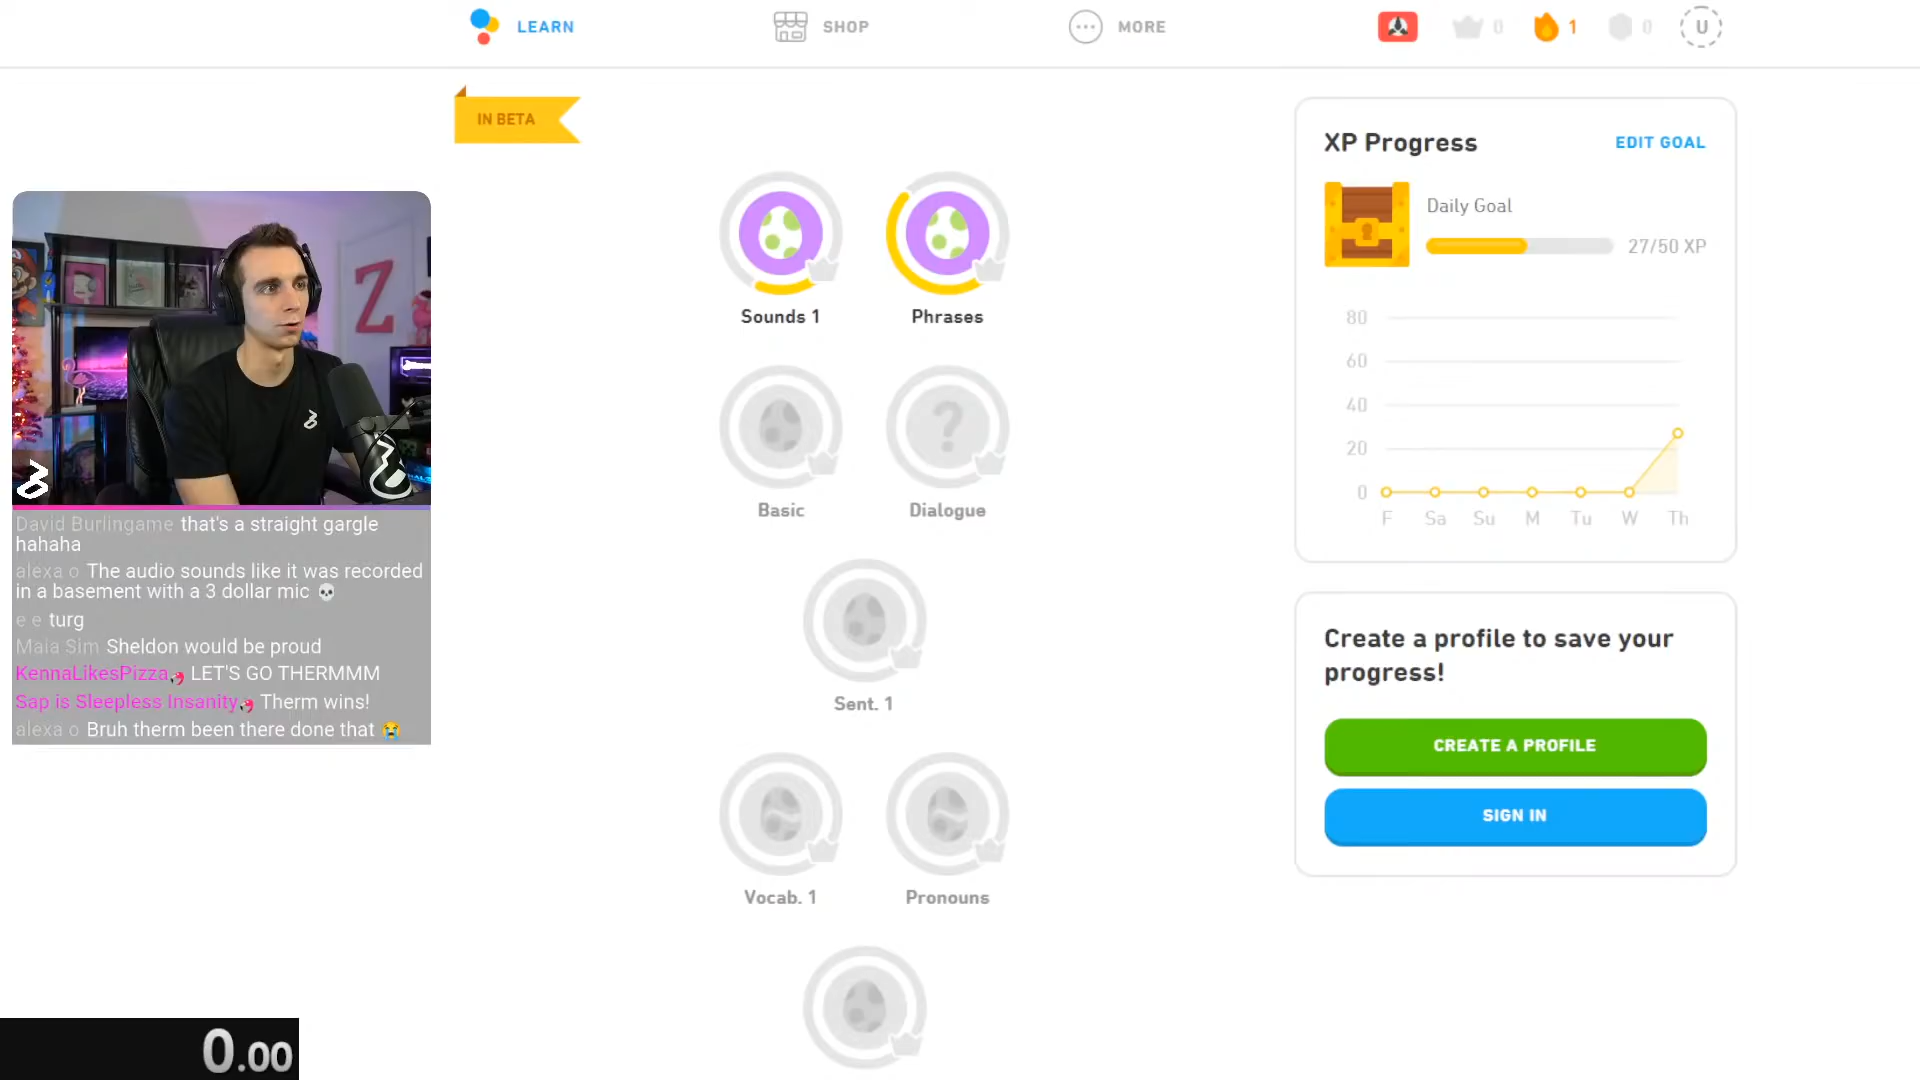 LEARN
SHOP
MORE
0
1
0
U
IN BETA
Sounds 1
Phrases
Basic
Dialogue
Sent. 1
Vocab. 1
Pronouns
XP Progress
EDIT GOAL
Daily Goal
27/50 XP
80
60
40
20
0
F Sa Su M Tu W Th
Create a profile to save your
progress!
CREATE A PROFILE
SIGN IN
Z
David Burlingame that's a straight gargle
hahaha
alexa o The audio sounds like it was recorded
in a basement with a 3 dollar mic 💀
e e turg
Maia Sim Sheldon would be proud
KennaLikesPizza LET'S GO THERMMM
Sap is Sleepless Insanity Therm wins!
alexa o Bruh therm been there done that 😭
0.00